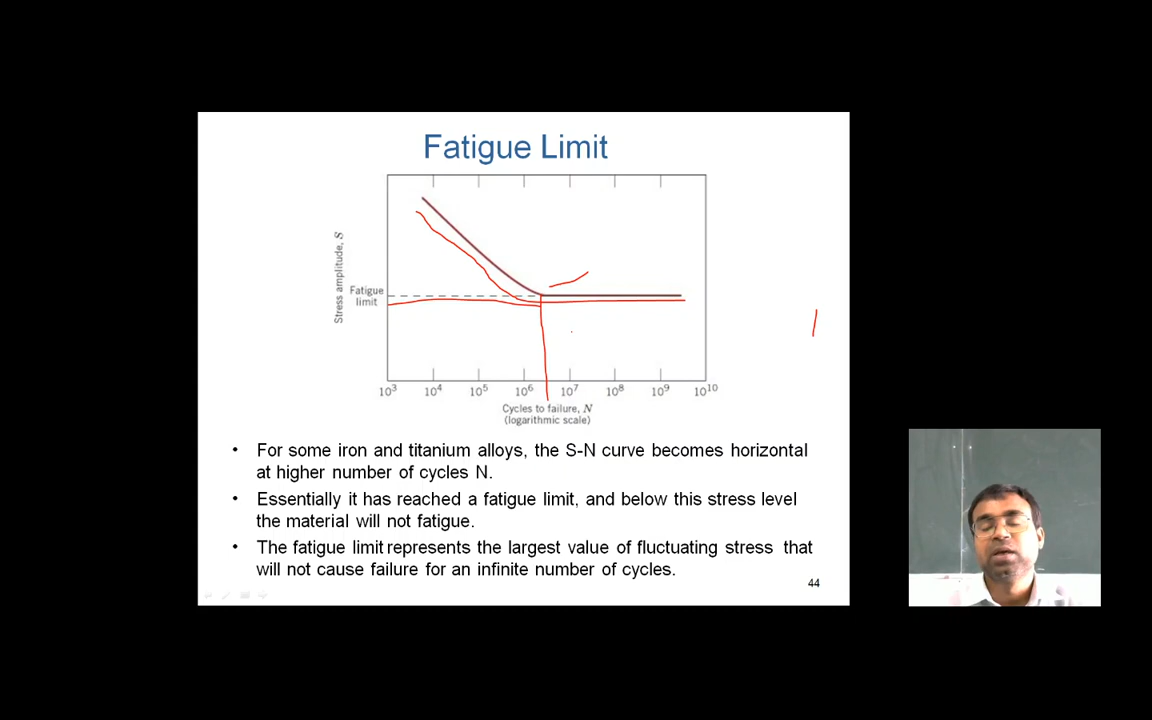 Fatigue Limit
Stress amplitude, S
Fatigue
limit
10³ 10⁴ 10⁵ 10⁶ 10⁷ 10⁸ 10⁹ 10¹⁰
Cycles to failure, N
(logarithmic scale)
• For some iron and titanium alloys, the S-N curve becomes horizontal
at higher number of cycles N.
• Essentially it has reached a fatigue limit, and below this stress level
the material will not fatigue.
• The fatigue limit represents the largest value of fluctuating stress that
will not cause failure for an infinite number of cycles.
44